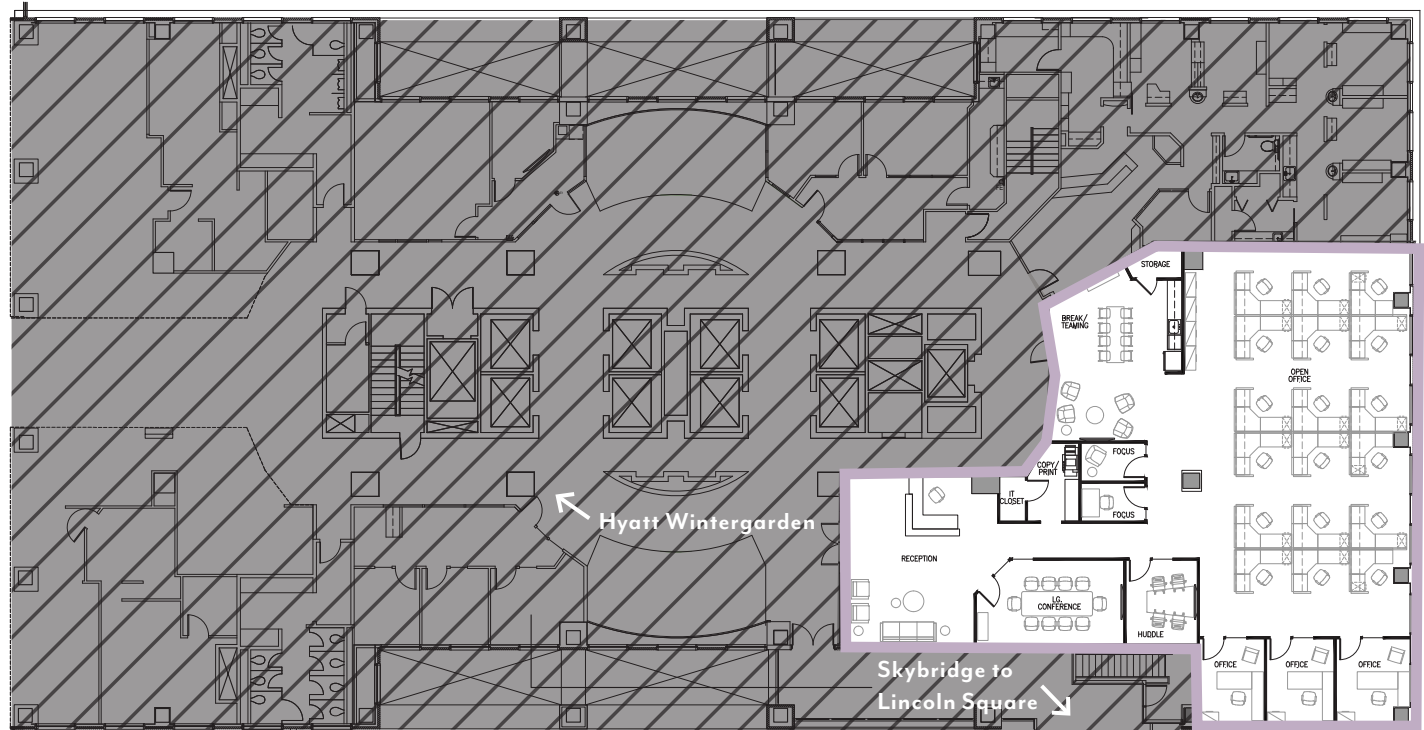 STORAGE
BREAK/
TEAMING
OPEN
OFFICE
FOCUS
COPY/
PRINT
IT
CLOSET
FOCUS
Hyatt Wintergarden
RECEPTION
LG.
CONFERENCE
HUDDLE
OFFICE
OFFICE
OFFICE
Skybridge to
Lincoln Square